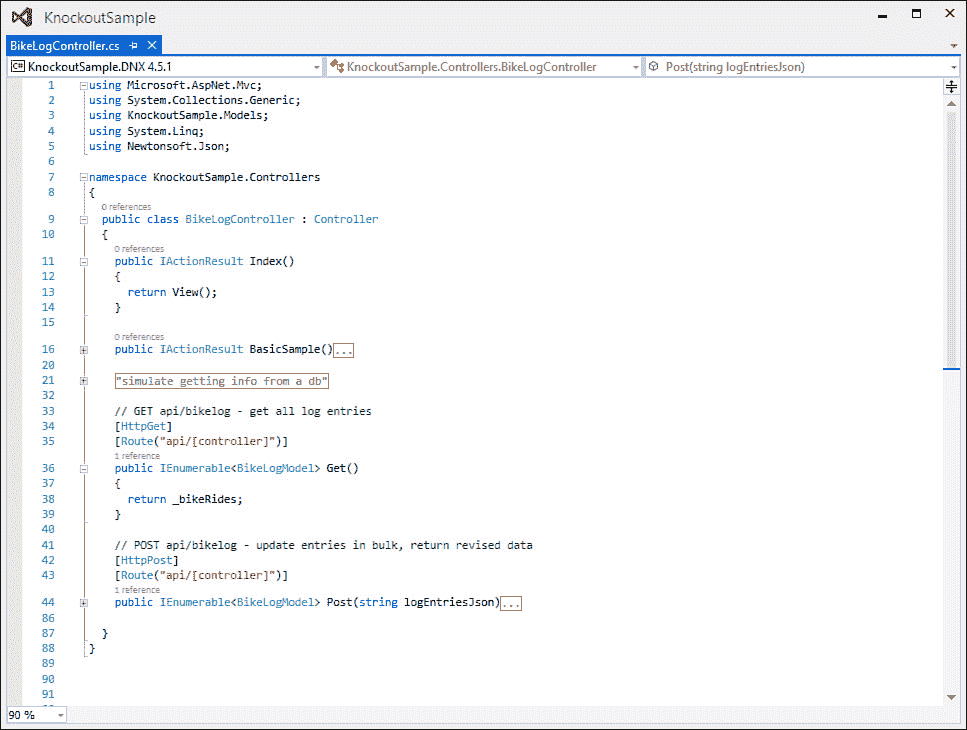 KnockoutSample
BikeLogController.cs
KnockoutSample.DNX 4.5.1 KnockoutSample.Controllers.BikeLogController Post(string logEntriesJson)
1 using Microsoft.AspNet.Mvc;
2 using System.Collections.Generic;
3 using KnockoutSample.Models;
4 using System.Linq;
5 using Newtonsoft.Json;
6
7 namespace KnockoutSample.Controllers
8 {
0 references
9 public class BikeLogController : Controller
10 {
0 references
11 public IActionResult Index()
12 {
13 return View();
14 }
15
0 references
16 public IActionResult BasicSample()...
20
21 "simulate getting info from a db"
32
33 // GET api/bikelog - get all log entries
34 [HttpGet]
35 [Route("api/[controller]")]
1 reference
36 public IEnumerable<BikeLogModel> Get()
37 {
38 return _bikeRides;
39 }
40
41 // POST api/bikelog - update entries in bulk, return revised data
42 [HttpPost]
43 [Route("api/[controller]")]
1 reference
44 public IEnumerable<BikeLogModel> Post(string logEntriesJson)...
86
87 }
88 }
89
90
91
90 %